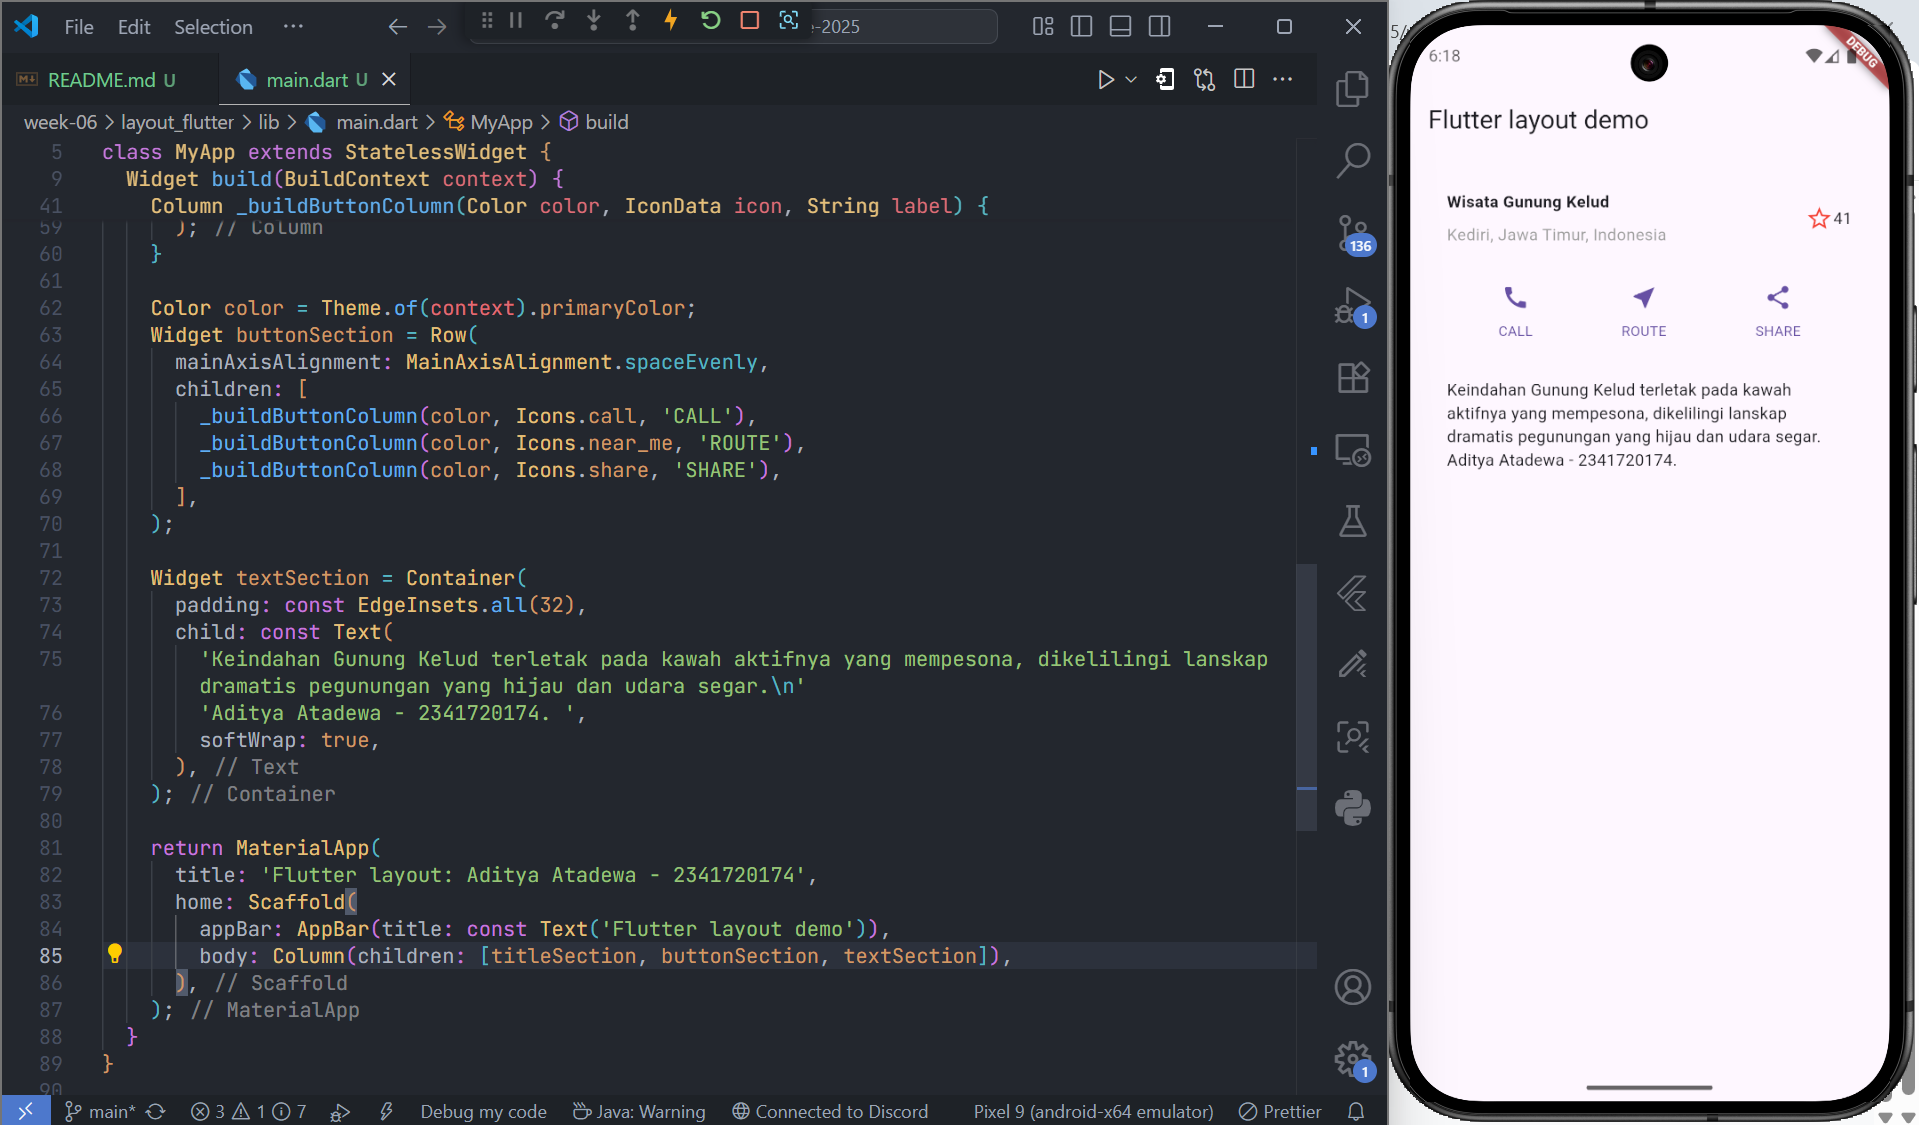 File Edit Selection ···
e-2025
README.md U
main.dart U
week-06 > layout_flutter > lib > main.dart > MyApp > build
5 class MyApp extends StatelessWidget {
9 Widget build(BuildContext context) {
41 Column _buildButtonColumn(Color color, IconData icon, String label) {
59 ); // Column
60 }
61
62 Color color = Theme.of(context).primaryColor;
63 Widget buttonSection = Row(
64 mainAxisAlignment: MainAxisAlignment.spaceEvenly,
65 children: [
66 _buildButtonColumn(color, Icons.call, 'CALL'),
67 _buildButtonColumn(color, Icons.near_me, 'ROUTE'),
68 _buildButtonColumn(color, Icons.share, 'SHARE'),
69 ],
70 );
71
72 Widget textSection = Container(
73 padding: const EdgeInsets.all(32),
74 child: const Text(
75 'Keindahan Gunung Kelud terletak pada kawah aktifnya yang mempesona, dikelilingi lanskap
dramatis pegunungan yang hijau dan udara segar.\n'
76 'Aditya Atadewa - 2341720174. ',
77 softWrap: true,
78 ), // Text
79 ); // Container
80
81 return MaterialApp(
82 title: 'Flutter layout: Aditya Atadewa - 2341720174',
83 home: Scaffold(
84 appBar: AppBar(title: const Text('Flutter layout demo')),
85 body: Column(children: [titleSection, buttonSection, textSection]),
86 ), // Scaffold
87 ); // MaterialApp
88 }
89 }
90
136
1
1
main* 3 1 7 Debug my code Java: Warning Connected to Discord Pixel 9 (android-x64 emulator) Prettier
5/
6:18
DEBUG
Flutter layout demo
Wisata Gunung Kelud
Kediri, Jawa Timur, Indonesia
41
CALL ROUTE SHARE
Keindahan Gunung Kelud terletak pada kawah
aktifnya yang mempesona, dikelilingi lanskap
dramatis pegunungan yang hijau dan udara segar.
Aditya Atadewa - 2341720174.